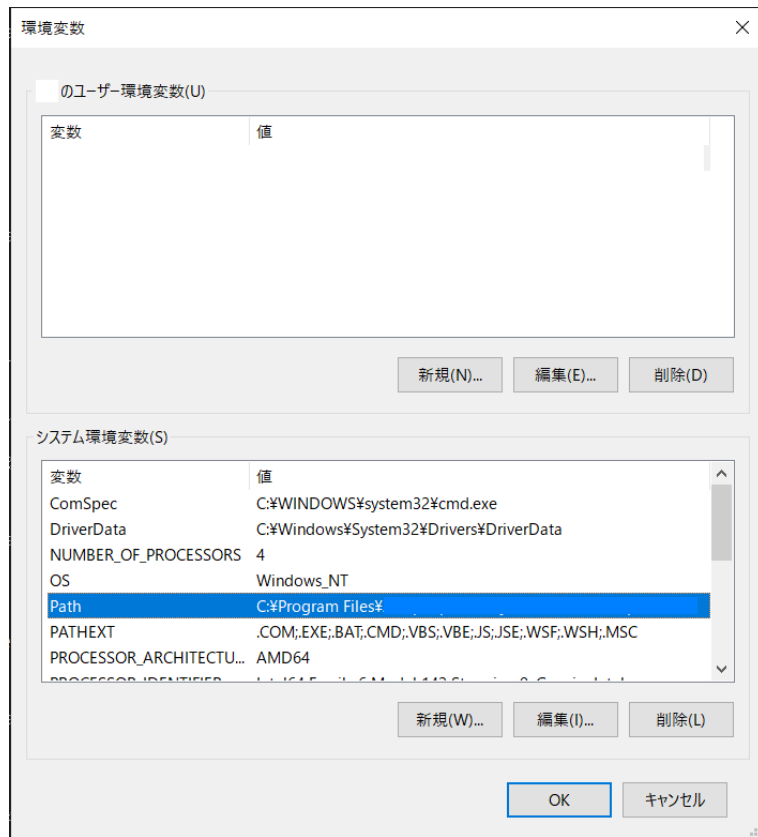 環境変数
のユーザー環境変数(U)
変数 値
新規(N)... 編集(E)... 削除(D)
システム環境変数(S)
変数 値
ComSpec C:¥WINDOWS¥system32¥cmd.exe
DriverData C:¥Windows¥System32¥Drivers¥DriverData
NUMBER_OF_PROCESSORS 4
OS Windows_NT
Path C:¥Program Files¥
PATHEXT .COM;.EXE;.BAT;.CMD;.VBS;.VBE;.JS;.JSE;.WSF;.WSH;.MSC
PROCESSOR_ARCHITECTU... AMD64
新規(W)... 編集(I)... 削除(L)
OK キャンセル